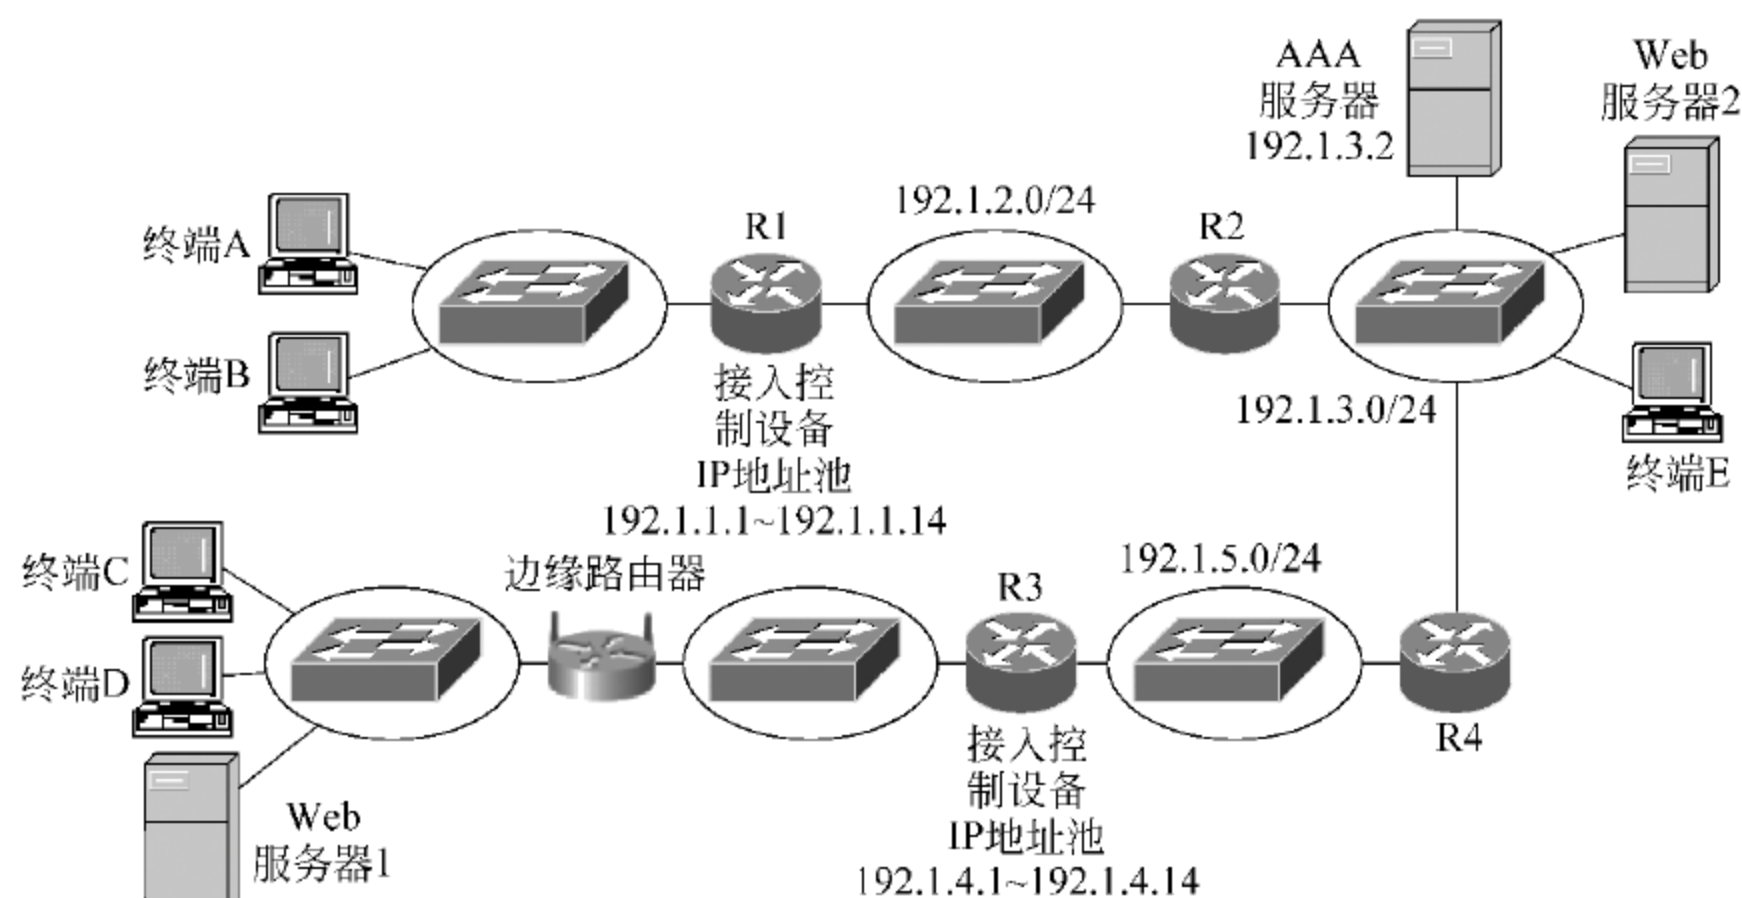 AAA
服务器
192.1.3.2
Web
服务器2
192.1.2.0/24
R1
R2
终端A
终端B
接入控
制设备
IP地址池
192.1.1.1~192.1.1.14
192.1.3.0/24
终端E
终端C
边缘路由器
R3
192.1.5.0/24
终端D
接入控
制设备
IP地址池
192.1.4.1~192.1.4.14
R4
Web
服务器1